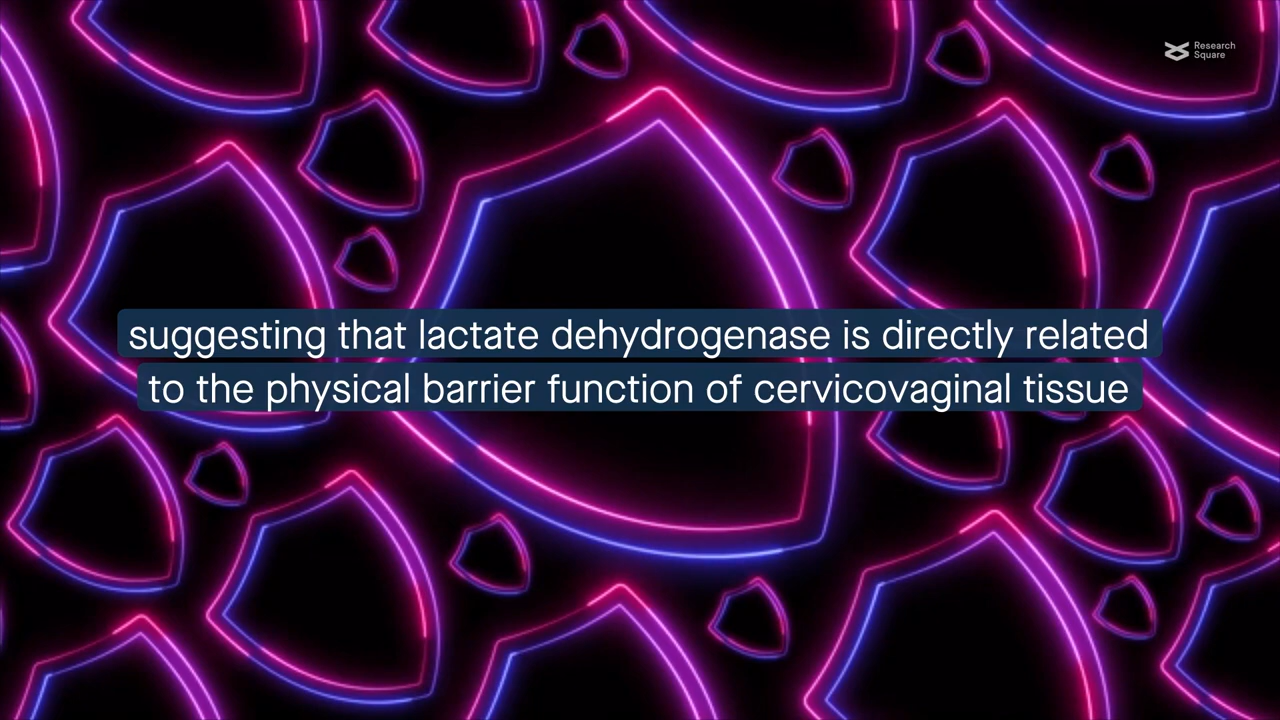 Research
Square
suggesting that lactate dehydrogenase is directly related
to the physical barrier function of cervicovaginal tissue